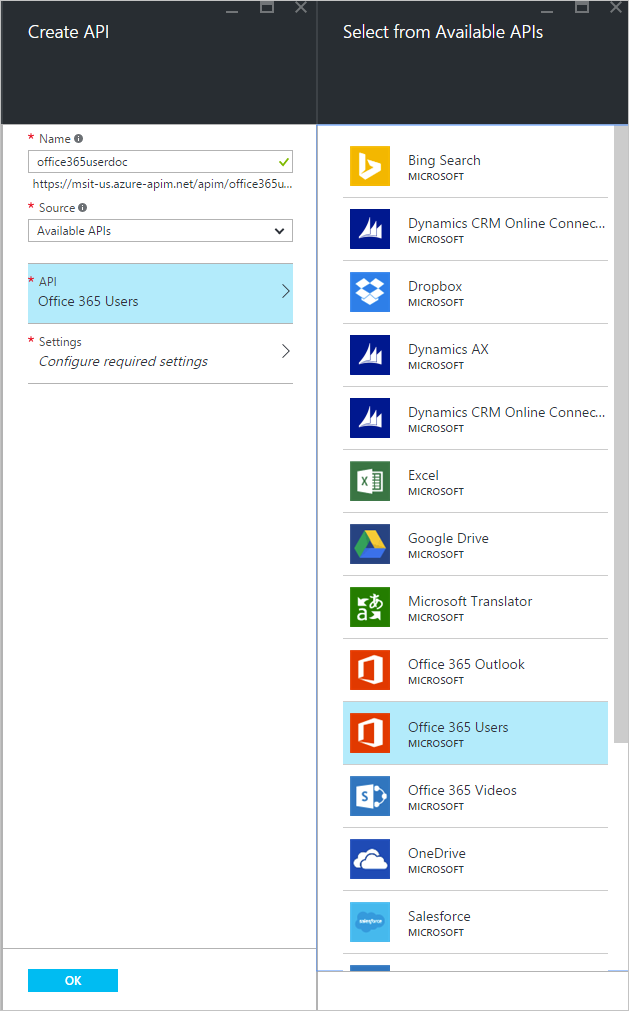 Create API
* Name
office365userdoc
https://msit-us.azure-apim.net/apim/office365u...
* Source
Available APIs
* API
Office 365 Users
* Settings
Configure required settings
OK
Select from Available APIs
Bing Search
MICROSOFT
Dynamics CRM Online Connec...
MICROSOFT
Dropbox
MICROSOFT
Dynamics AX
MICROSOFT
Dynamics CRM Online Connec...
MICROSOFT
Excel
MICROSOFT
Google Drive
MICROSOFT
あ
a
Microsoft Translator
MICROSOFT
Office 365 Outlook
MICROSOFT
Office 365 Users
MICROSOFT
S
Office 365 Videos
MICROSOFT
OneDrive
MICROSOFT
salesforce
Salesforce
MICROSOFT